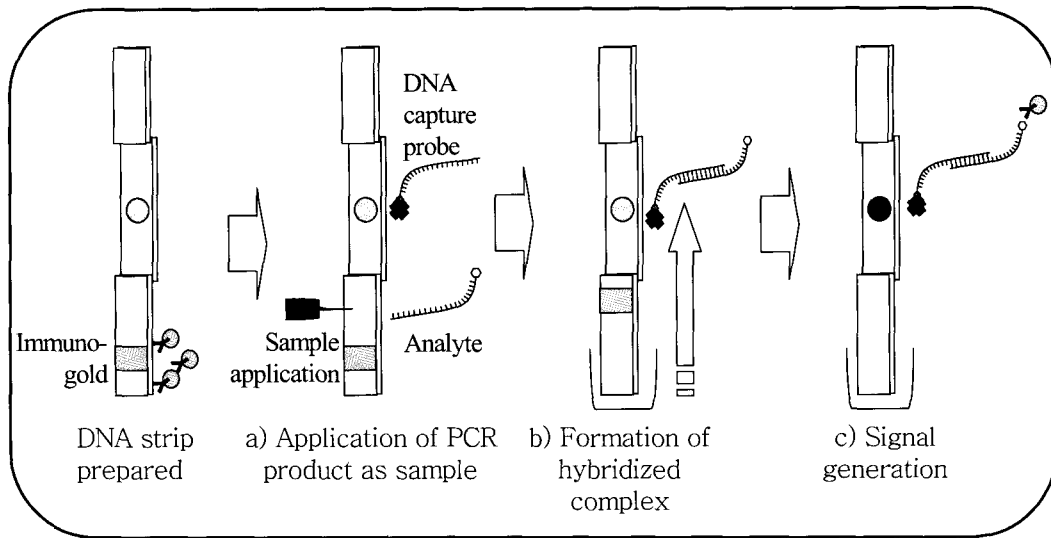 DNA
capture
probe
Immuno-
gold
Sample
application
Analyte
DNA strip
prepared
a) Application of PCR
product as sample
b) Formation of
hybridized
complex
c) Signal
generation